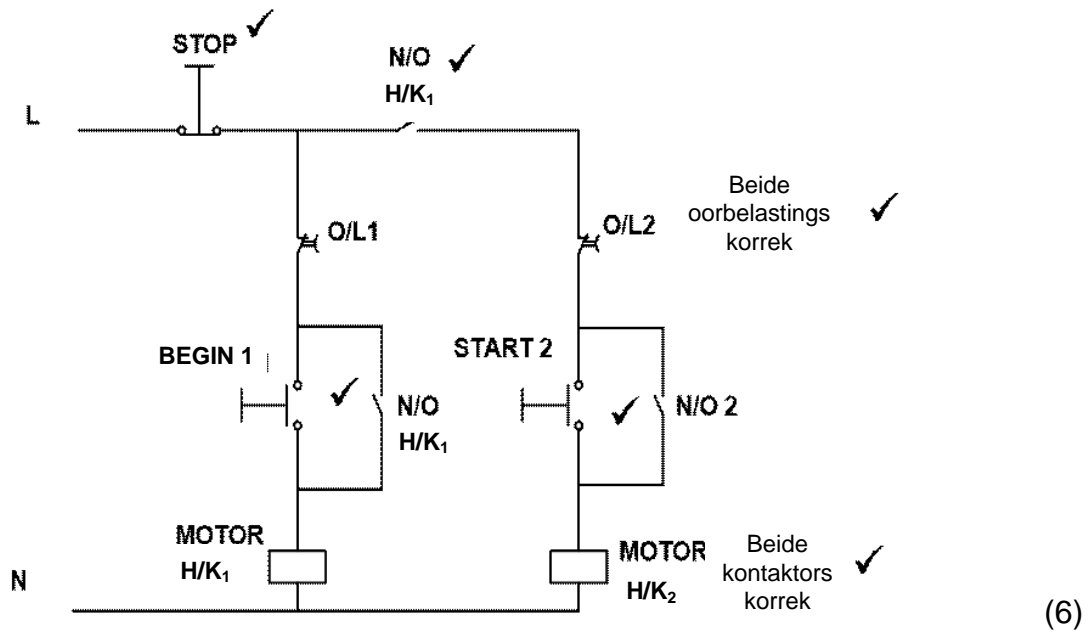 STOP ✓
N/O ✓
H/K₁
L
O/L1
O/L2
Beide
oorbelastings
korrek ✓
BEGIN 1
✓
N/O
H/K₁
START 2
✓
N/O 2
MOTOR
H/K₁
MOTOR
H/K₂
Beide
kontaktors
korrek ✓
N
(6)